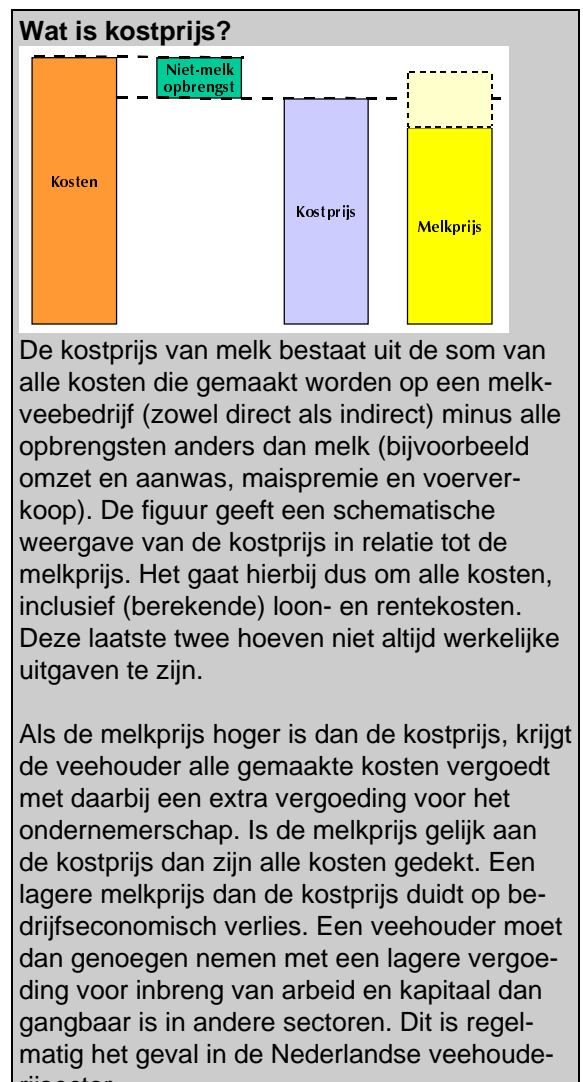 Wat is kostprijs?
Niet-melk
opbrengst
Kosten
Kostprijs
Melkprijs
De kostprijs van melk bestaat uit de som van
alle kosten die gemaakt worden op een melk-
veebedrijf (zowel direct als indirect) minus alle
opbrengsten anders dan melk (bijvoorbeeld
omzet en aanwas, maispremie en voerver-
koop). De figuur geeft een schematische
weergave van de kostprijs in relatie tot de
melkprijs. Het gaat hierbij dus om alle kosten,
inclusief (berekende) loon- en rentekosten.
Deze laatste twee hoeven niet altijd werkelijke
uitgaven te zijn.
Als de melkprijs hoger is dan de kostprijs, krijgt
de veehouder alle gemaakte kosten vergoedt
met daarbij een extra vergoeding voor het
ondernemerschap. Is de melkprijs gelijk aan
de kostprijs dan zijn alle kosten gedekt. Een
lagere melkprijs dan de kostprijs duidt op be-
drijfseconomisch verlies. Een veehouder moet
dan genoegen nemen met een lagere vergoe-
ding voor inbreng van arbeid en kapitaal dan
gangbaar is in andere sectoren. Dit is regel-
matig het geval in de Nederlandse veehoude-